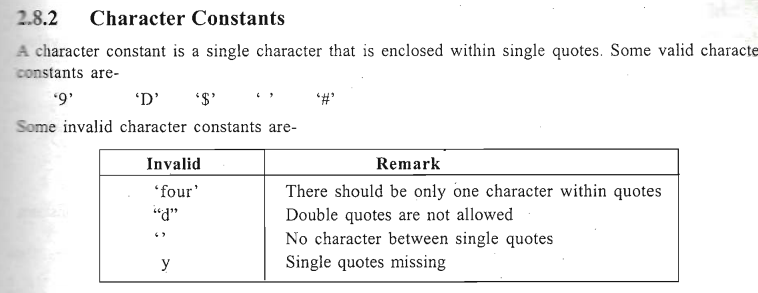 2.8.2 Character Constants
A character constant is a single character that is enclosed within single quotes. Some valid characte
constants are-
‘9’ ‘D’ ‘$’ ‘ ’ ‘#’
Some invalid character constants are-
Invalid Remark
‘four’ There should be only one character within quotes
“d” Double quotes are not allowed
‘’ No character between single quotes
y Single quotes missing